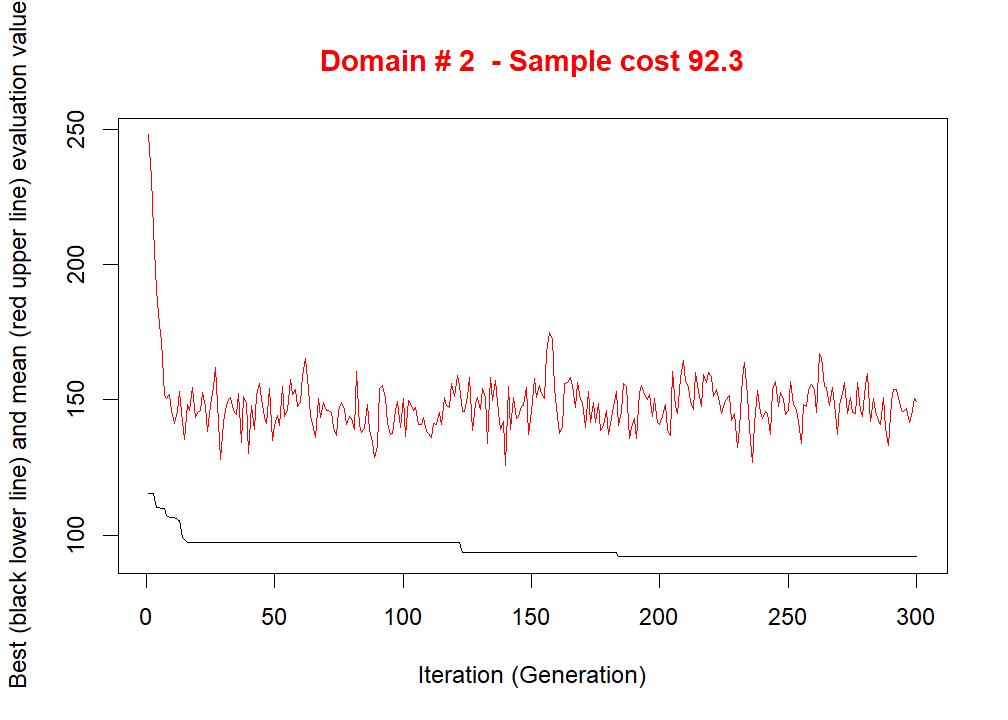 Domain # 2  - Sample cost 92.3
Best (black lower line) and mean (red upper line) evaluation value
250
200
150
100
0 50 100 150 200 250 300
Iteration (Generation)